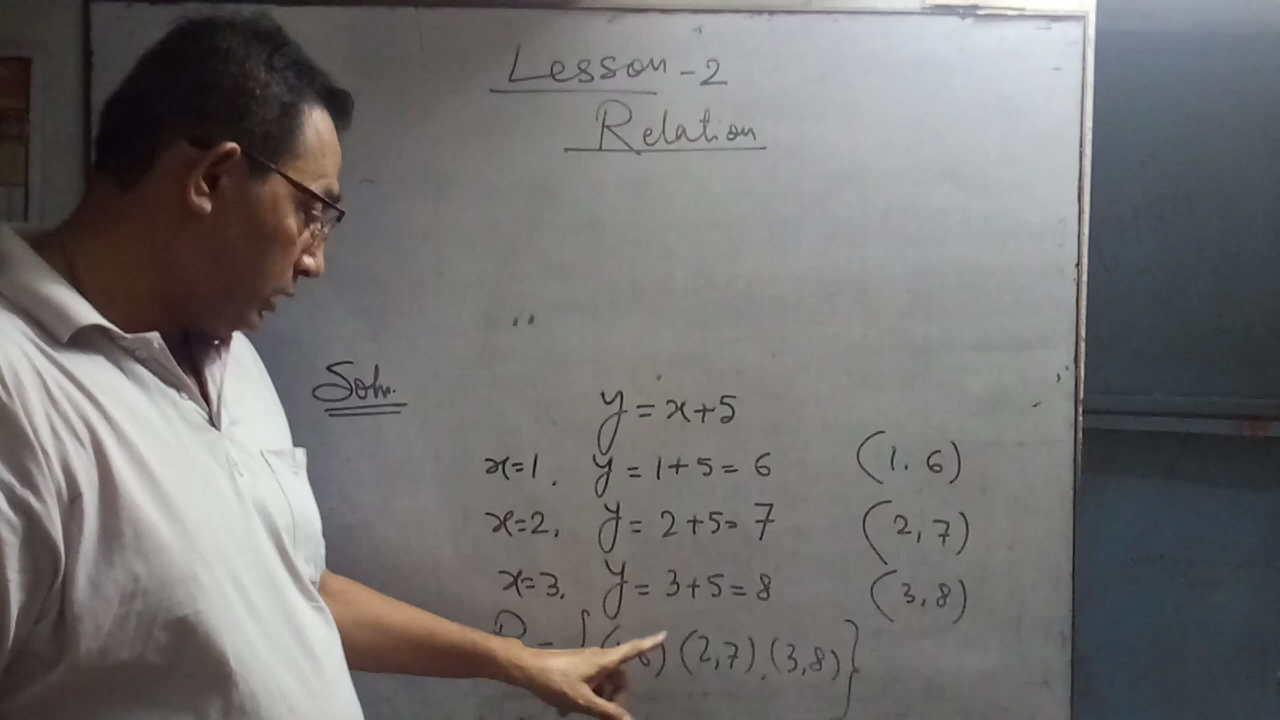 Lesson - 2
Relation
Soln.
y = x + 5
x=1. y = 1 + 5 = 6 (1. 6)
x=2, y = 2 + 5 = 7 (2, 7)
x=3. y = 3 + 5 = 8 (3, 8)
= { 6) (2,7) (3,8) }